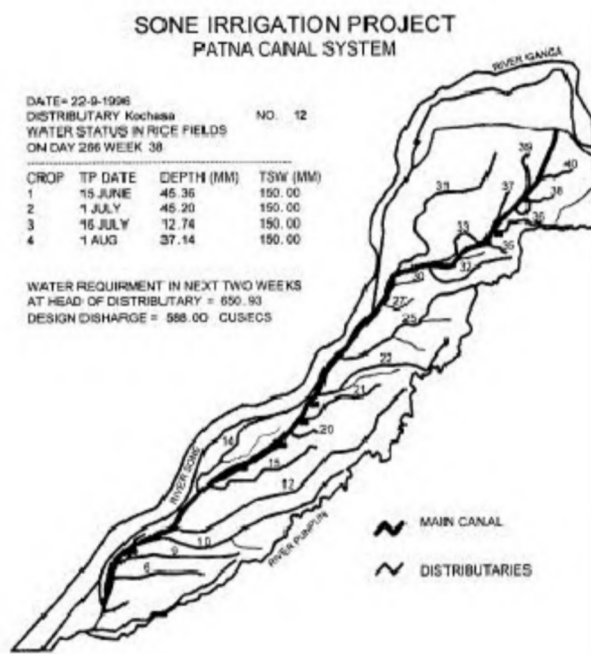 SONE IRRIGATION PROJECT
PATNA CANAL SYSTEM
DATE= 22-9-1996
DISTRIBUTARY Kochasa NO. 12
WATER STATUS IN RICE FIELDS
ON DAY 266 WEEK 38
CROP TP DATE DEPTH (MM) TSW (MM)
1 15 JUNE 45.36 150.00
2 1 JULY 45.20 150.00
3 16 JULY 12.74 150.00
4 1 AUG 37.14 150.00
WATER REQUIRMENT IN NEXT TWO WEEKS
AT HEAD OF DISTRIBUTARY = 650.93
DESIGN DISHARGE = 588.00 CUSECS
RIVER GANGA
39
40
31
37
38
33
36
35
32
30
27
25
22
21
20
14
15
RIVER SONE
12
10
9
6
RIVER PUNPUN
MAIN CANAL
DISTRIBUTARIES